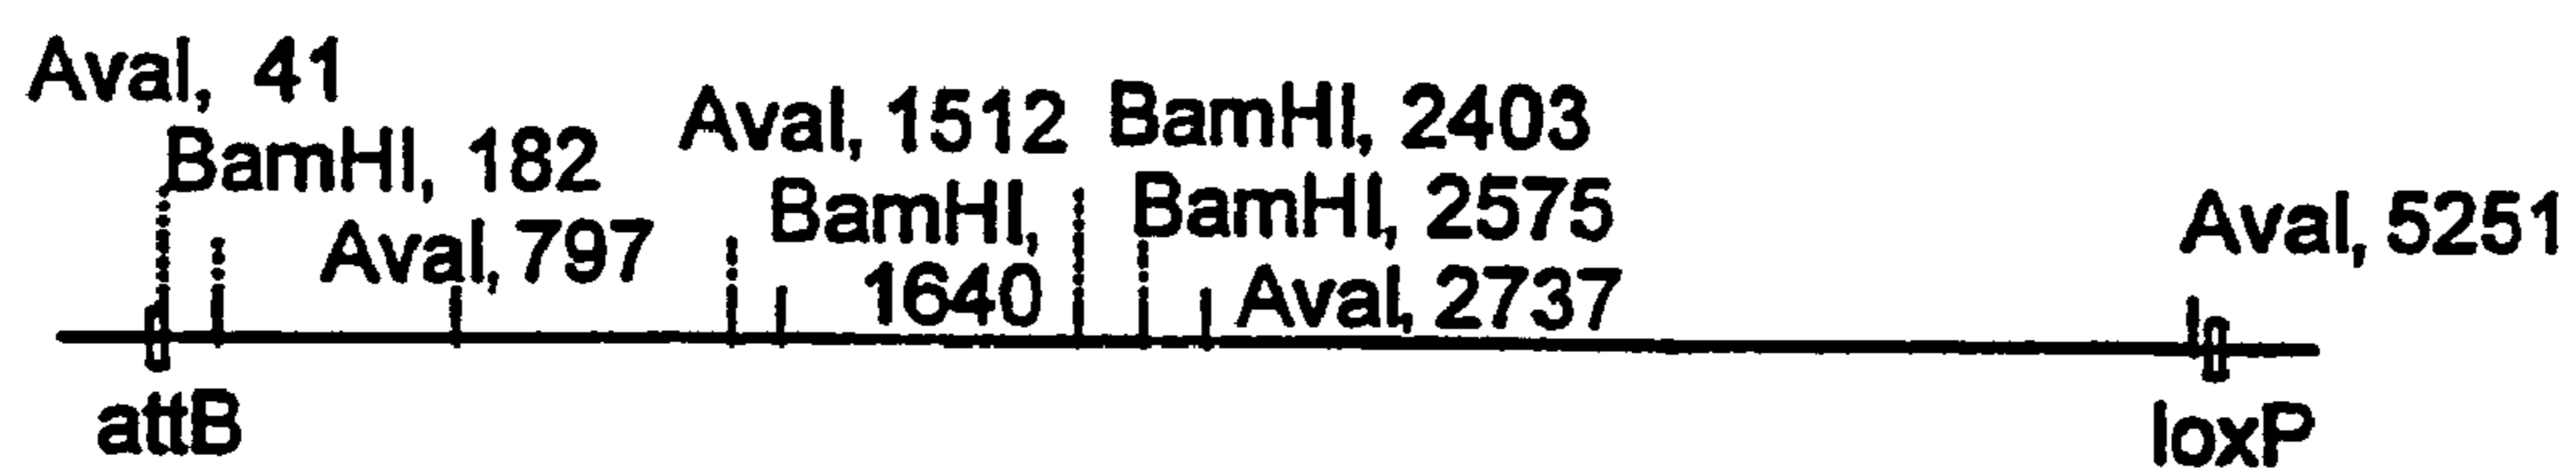 AvaI, 41
BamHI, 182
AvaI, 797
AvaI, 1512
BamHI,
1640
BamHI, 2403
BamHI, 2575
AvaI, 2737
AvaI, 5251
attB
loxP